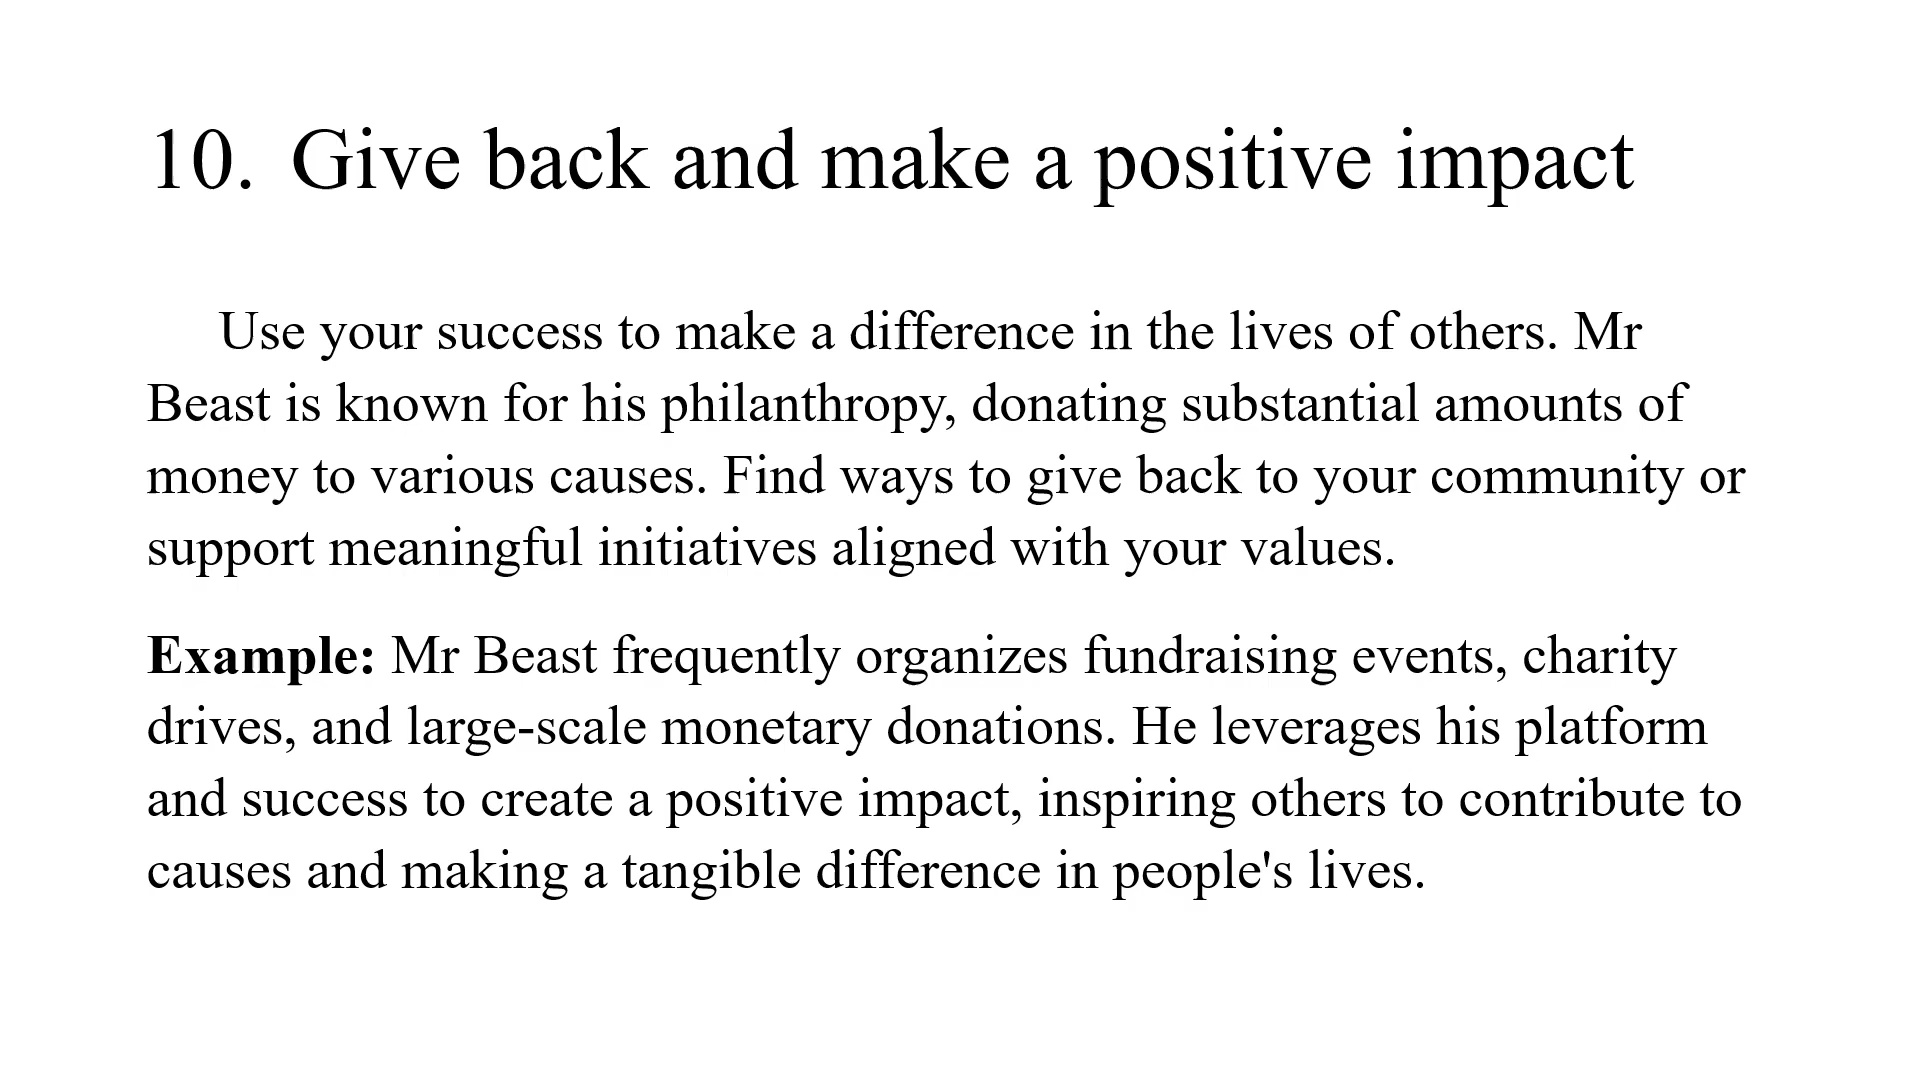 10. Give back and make a positive impact
Use your success to make a difference in the lives of others. Mr
Beast is known for his philanthropy, donating substantial amounts of
money to various causes. Find ways to give back to your community or
support meaningful initiatives aligned with your values.
Example: Mr Beast frequently organizes fundraising events, charity
drives, and large-scale monetary donations. He leverages his platform
and success to create a positive impact, inspiring others to contribute to
causes and making a tangible difference in people's lives.